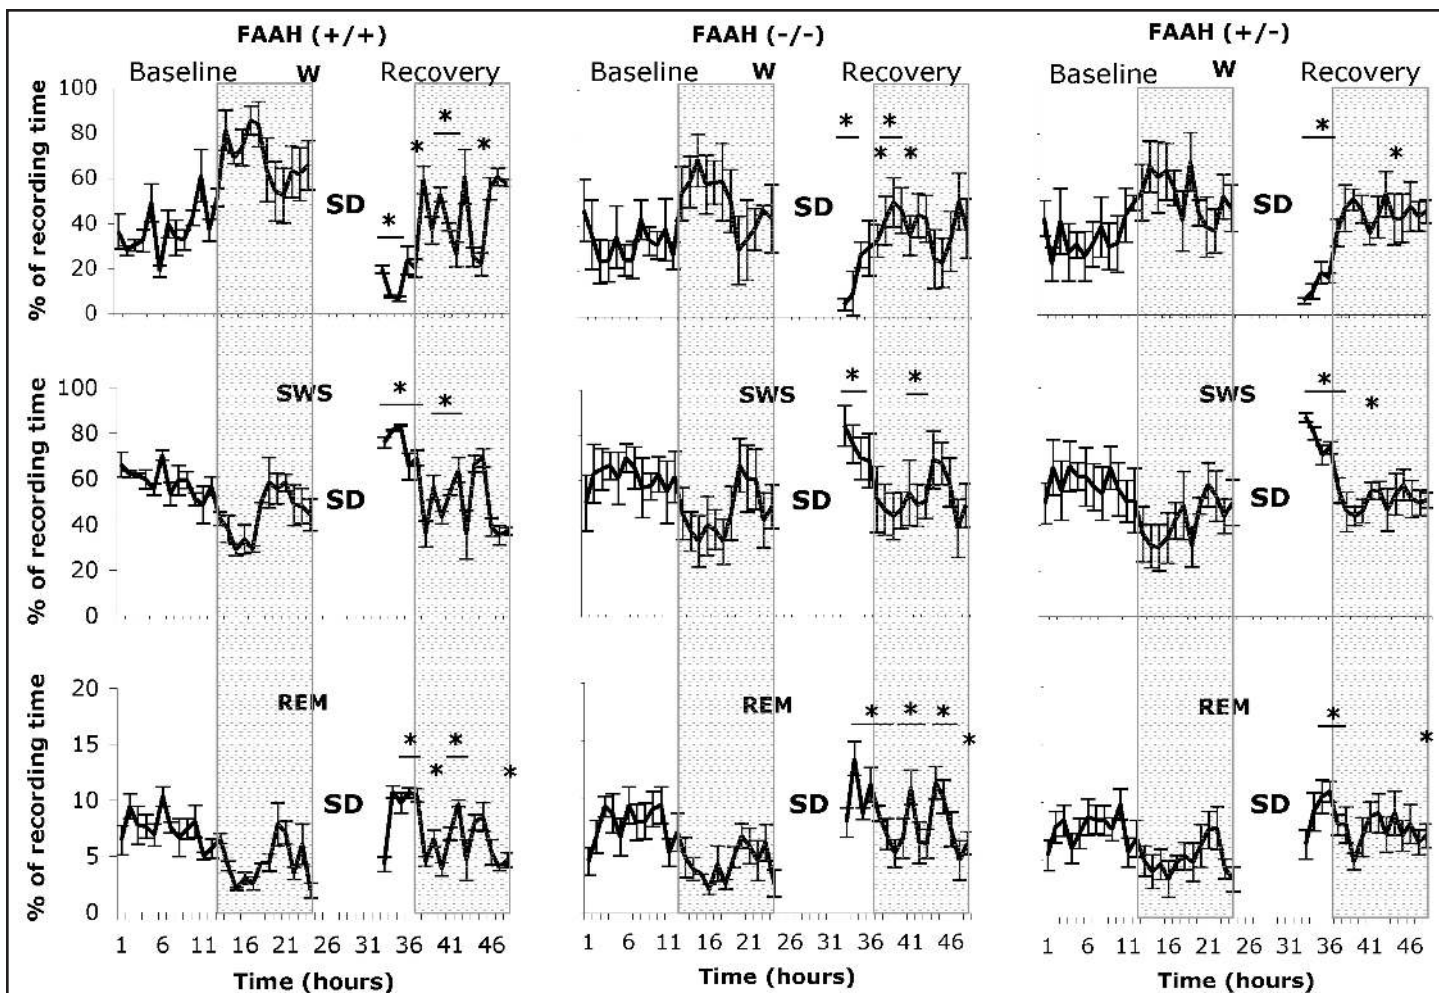 FAAH (+/+) FAAH (-/-) FAAH (+/-)
Baseline W Recovery Baseline W Recovery Baseline W Recovery
% of recording time
100
80
60
40
20
0
* * * *
SD
* * * *
SD
* *
SD
% of recording time
100
80
60
40
20
0
SWS
* *
SD
SWS
* *
SD
SWS
* *
SD
% of recording time
20
15
10
5
0
REM
* * * *
SD
REM
* * * *
SD
REM
* *
SD
1 6 11 16 21 26 31 36 41 46
1 6 11 16 21 26 31 36 41 46
1 6 11 16 21 26 31 36 41 46
Time (hours) Time (hours) Time (hours)